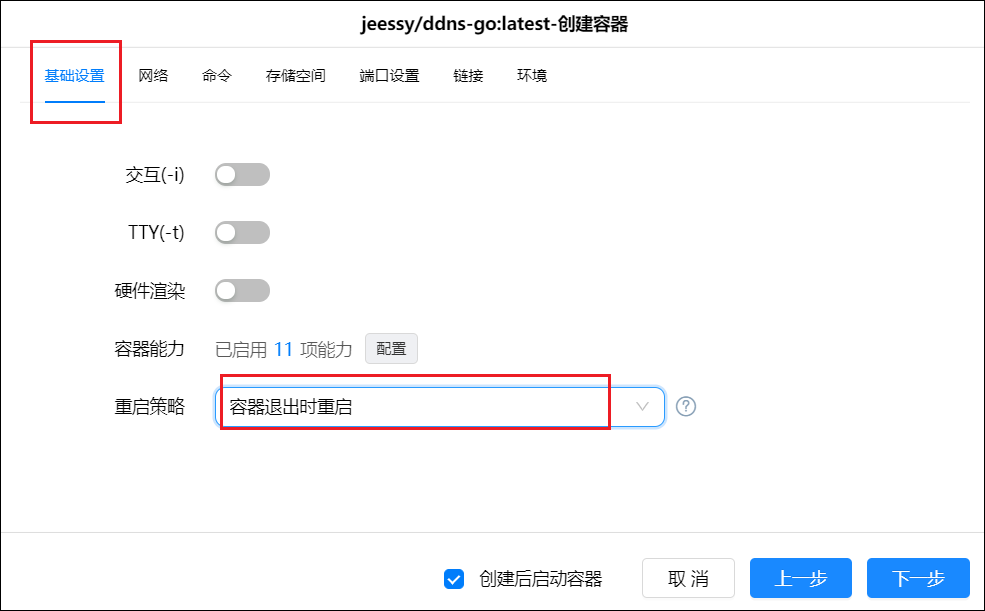 jeessy/ddns-go:latest-创建容器
基础设置 网络 命令 存储空间 端口设置 链接 环境
交互(-i)
TTY(-t)
硬件渲染
容器能力 已启用 11 项能力 配置
重启策略 容器退出时重启 ?
创建后启动容器 取 消 上一步 下一步